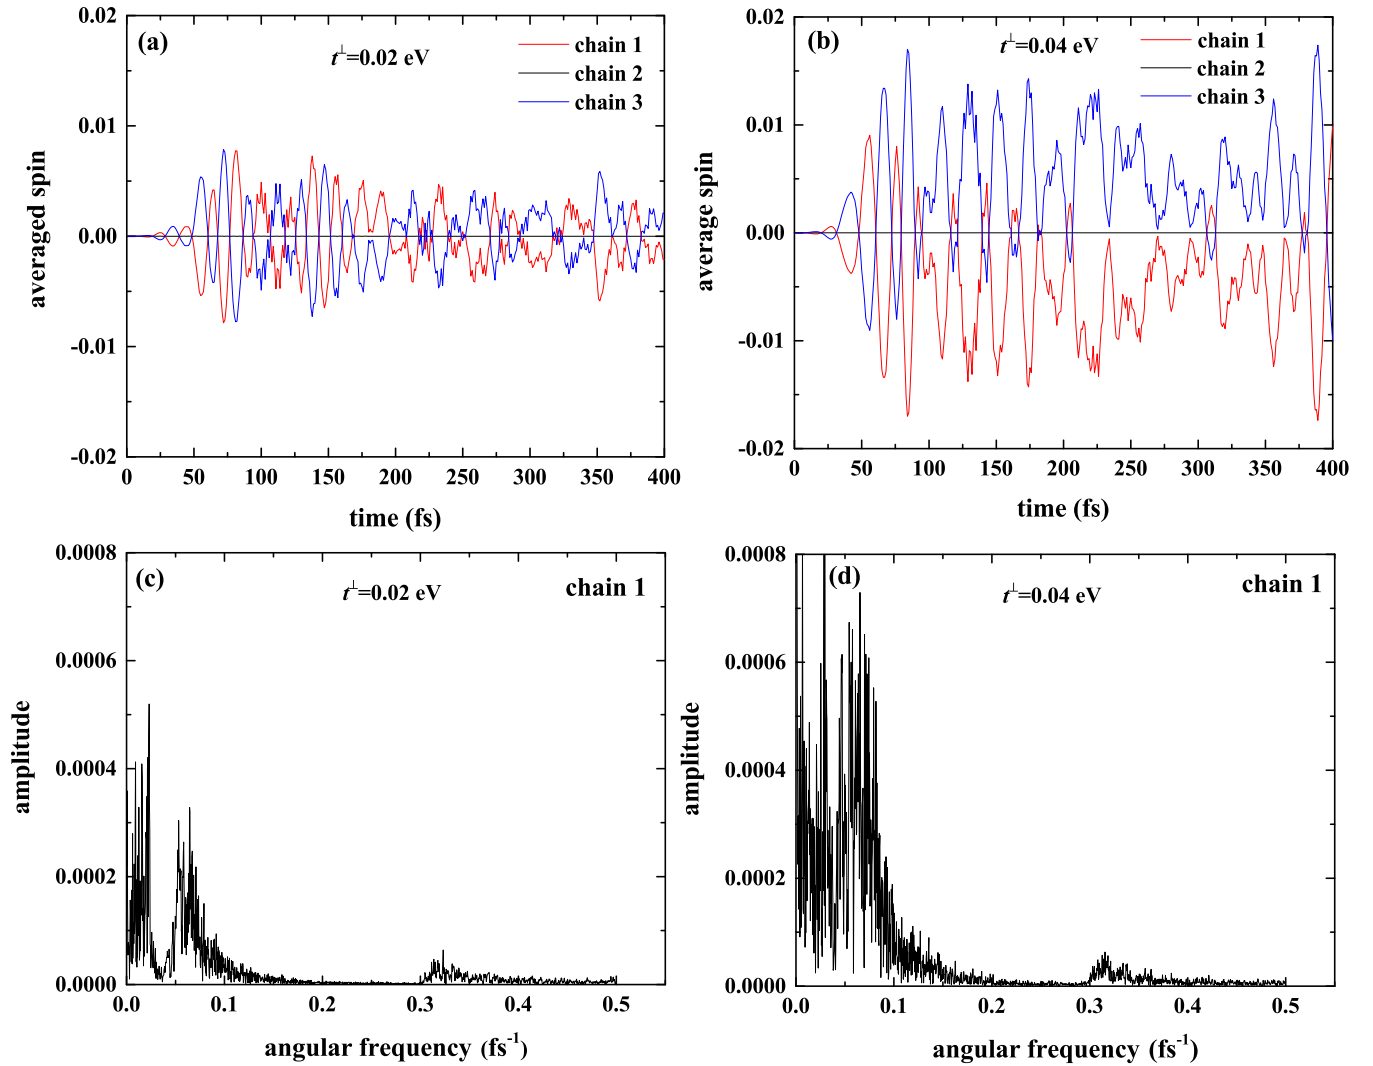 (a)
t⊥=0.02 eV
chain 1
chain 2
chain 3
0.02
0.01
0.00
-0.01
-0.02
averaged spin
0 50 100 150 200 250 300 350 400
time (fs)
(b)
t⊥=0.04 eV
chain 1
chain 2
chain 3
0.02
0.01
0.00
-0.01
-0.02
average spin
0 50 100 150 200 250 300 350 400
time (fs)
(c)
t⊥=0.02 eV
chain 1
0.0008
0.0006
0.0004
0.0002
0.0000
amplitude
0.0 0.1 0.2 0.3 0.4 0.5
angular frequency (fs-1)
(d)
t⊥=0.04 eV
chain 1
0.0008
0.0006
0.0004
0.0002
0.0000
amplitude
0.0 0.1 0.2 0.3 0.4 0.5
angular frequency (fs-1)